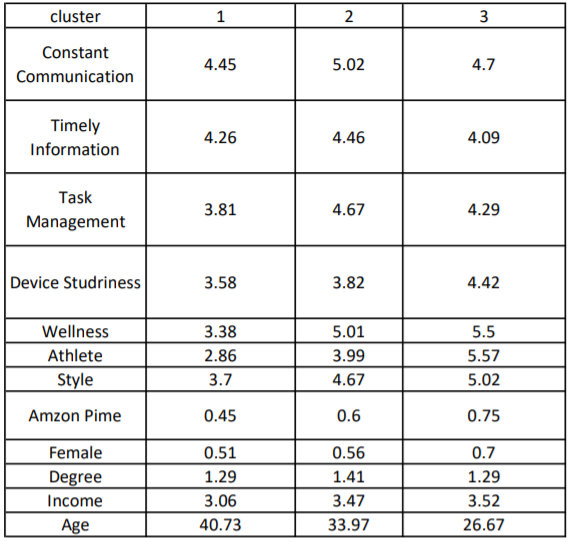 cluster 1 2 3
Constant
Communication 4.45 5.02 4.7
Timely
Information 4.26 4.46 4.09
Task
Management 3.81 4.67 4.29
Device Studriness 3.58 3.82 4.42
Wellness 3.38 5.01 5.5
Athlete 2.86 3.99 5.57
Style 3.7 4.67 5.02
Amzon Pime 0.45 0.6 0.75
Female 0.51 0.56 0.7
Degree 1.29 1.41 1.29
Income 3.06 3.47 3.52
Age 40.73 33.97 26.67